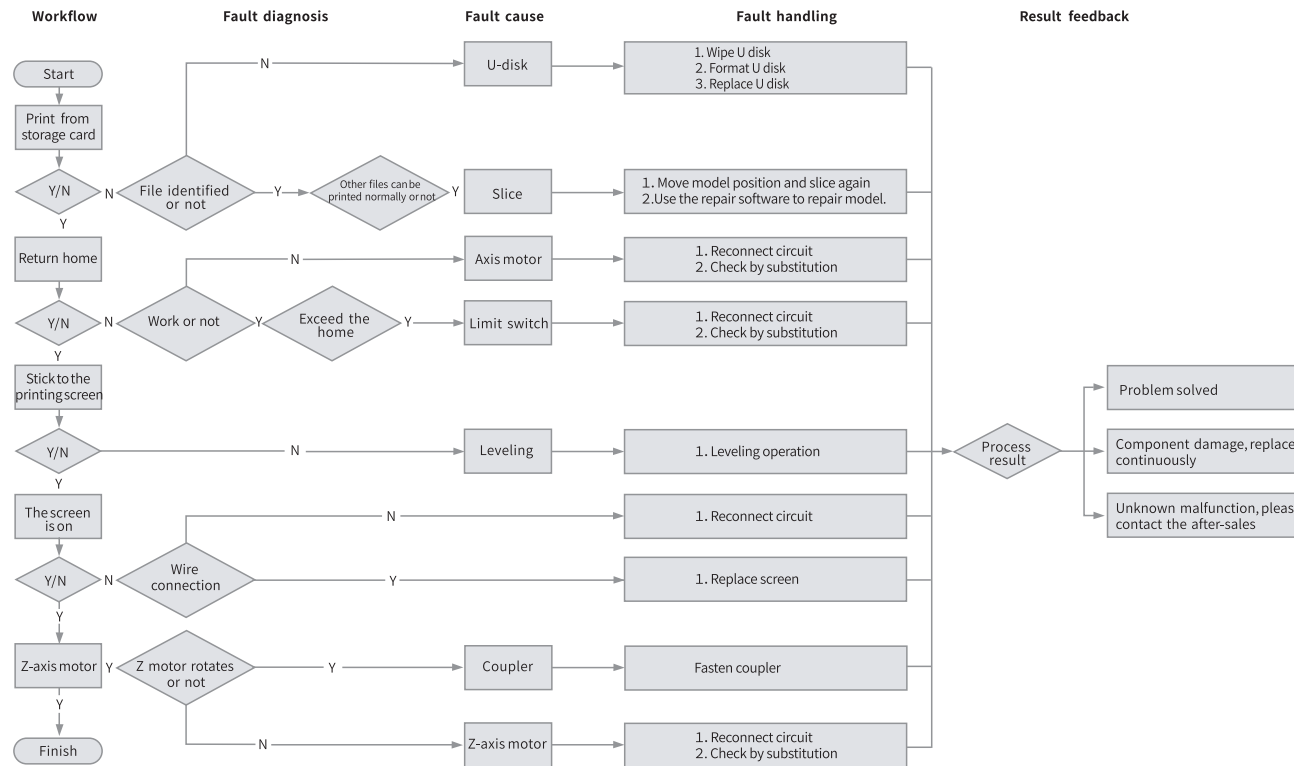 Workflow
Fault diagnosis
Fault cause
Fault handling
Result feedback
Start
Print from
storage card
Y/N
N
File identified
or not
N
U-disk
1. Wipe U disk
2. Format U disk
3. Replace U disk
Y
Other files can be
printed normally or not
Y
Slice
1. Move model position and slice again
2.Use the repair software to repair model.
Y
Return home
Y/N
N
Work or not
N
Axis motor
1. Reconnect circuit
2. Check by substitution
Y
Exceed the
home
Y
Limit switch
1. Reconnect circuit
2. Check by substitution
Y
Stick to the
printing screen
Y/N
N
Leveling
1. Leveling operation
Y
The screen
is on
Y/N
N
Wire
connection
N
1. Reconnect circuit
Y
1. Replace screen
Y
Z-axis motor
Y
Z motor rotates
or not
Y
Coupler
Fasten coupler
N
Z-axis motor
1. Reconnect circuit
2. Check by substitution
Y
Finish
Process
result
Problem solved
Component damage, replace
continuously
Unknown malfunction, pleas
contact the after-sales